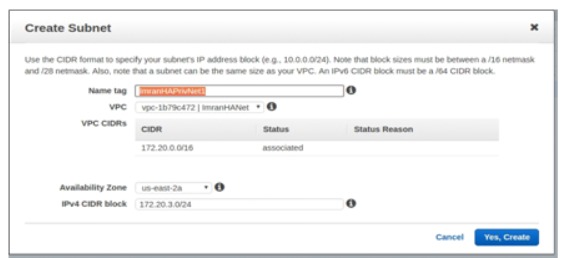 Create Subnet
Use the CIDR format to specify your subnet's IP address block (e.g., 10.0.0.0/24). Note that block sizes must be between a /16 netmask
and /28 netmask. Also, note that a subnet can be the same size as your VPC. An IPv6 CIDR block must be a /64 CIDR block.
Name tag ImranHAPrivNet1
VPC vpc-1b79c472 | ImranHANet
VPC CIDRs
CIDR Status Status Reason
172.20.0.0/16 associated
Availability Zone us-east-2a
IPv4 CIDR block 172.20.3.0/24
Cancel Yes, Create